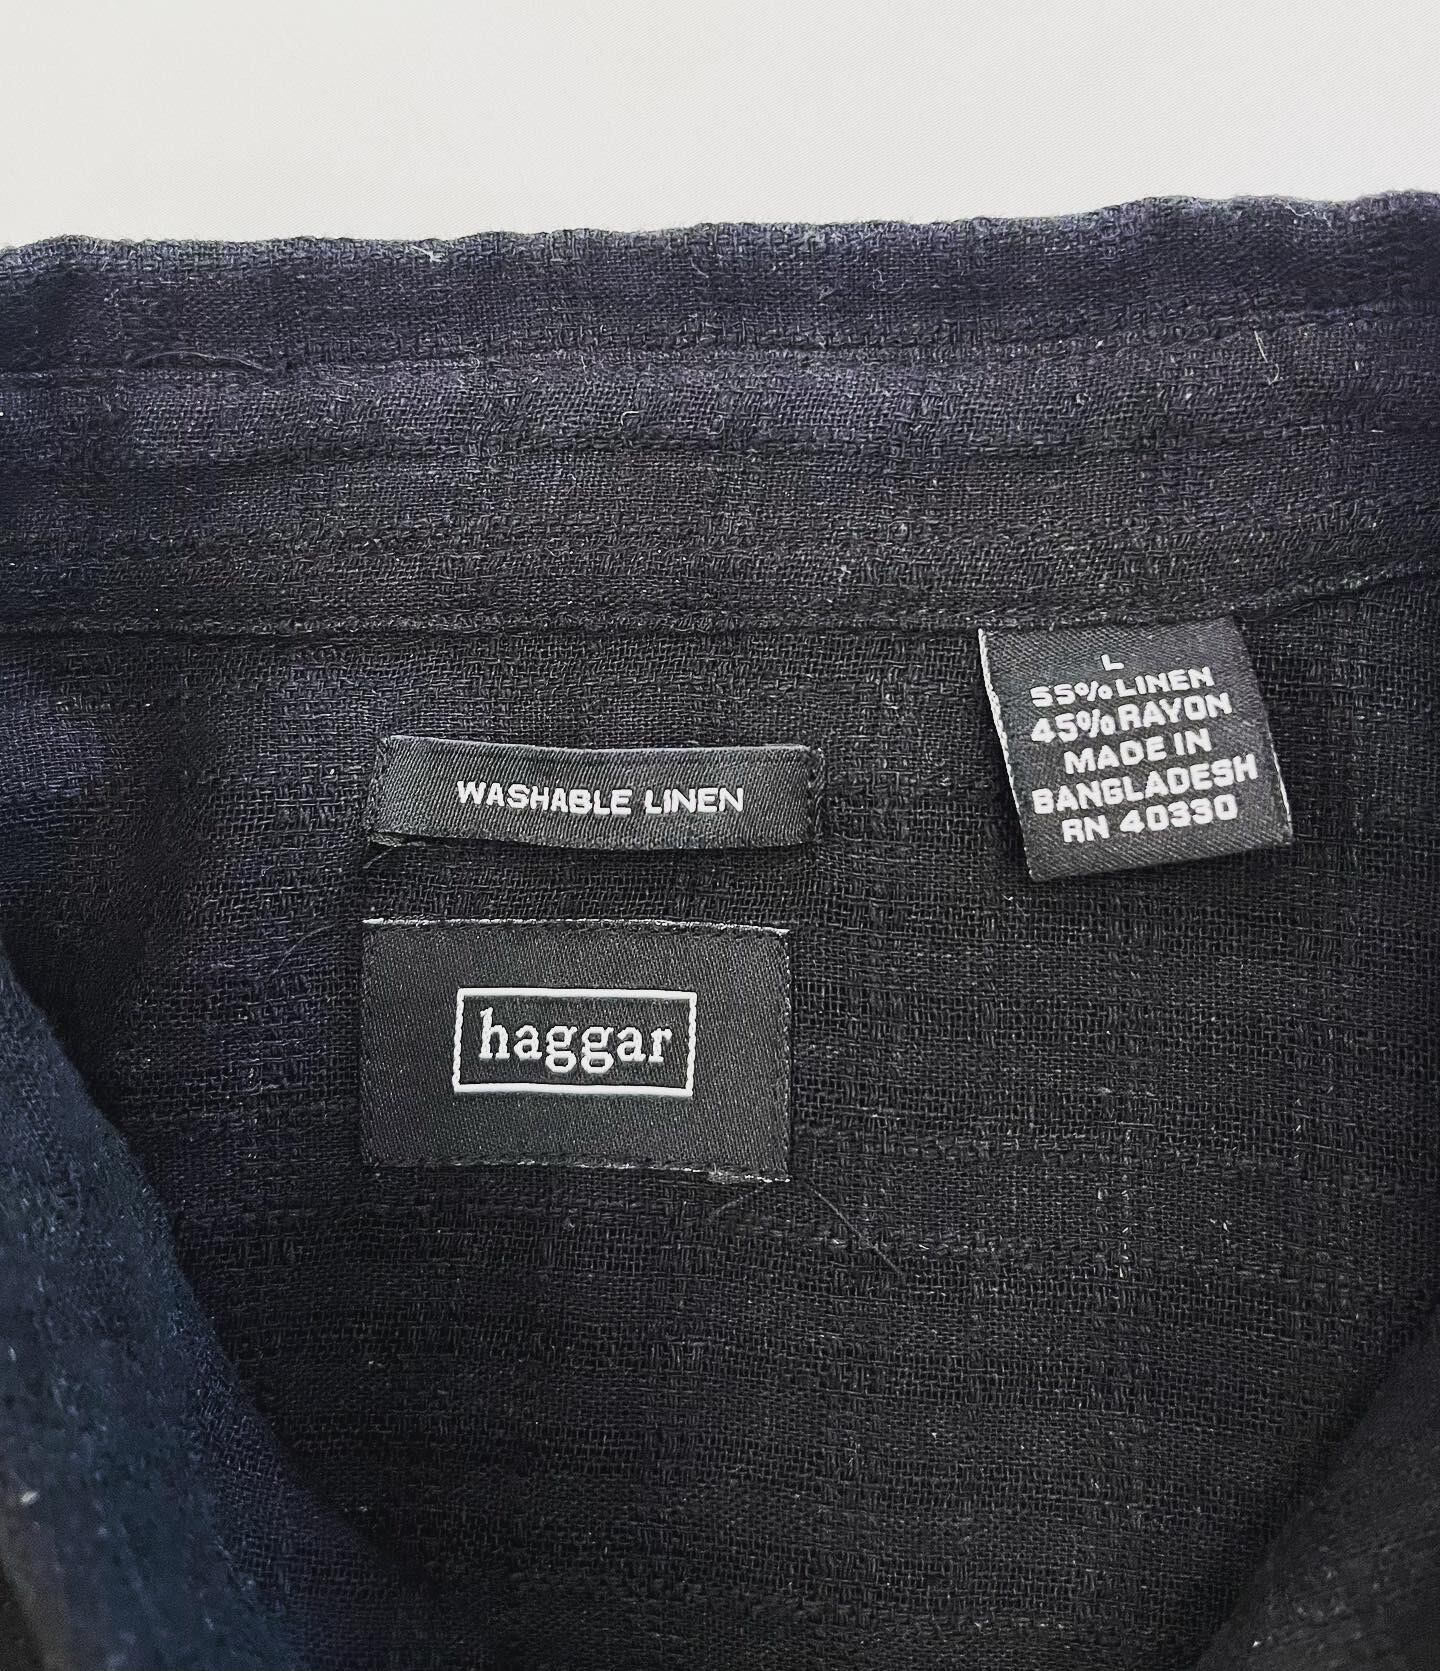 L
55% LINEN
45% RAYON
MADE IN
BANGLADESH
RN 40330
WASHABLE LINEN
haggar